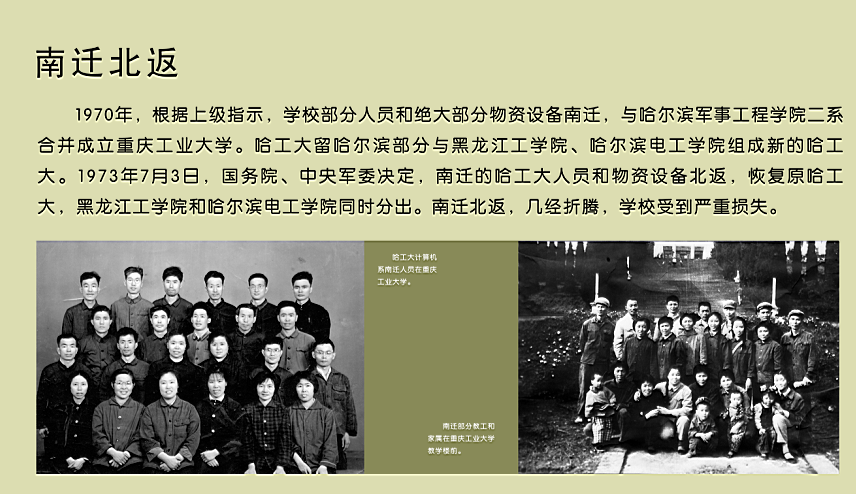 南迁北返
1970年，根据上级指示，学校部分人员和绝大部分物资设备南迁，与哈尔滨军事工程学院二系
合并成立重庆工业大学。哈工大留哈尔滨部分与黑龙江工学院、哈尔滨电工学院组成新的哈工
大。1973年7月3日，国务院、中央军委决定，南迁的哈工大人员和物资设备北返，恢复原哈工
大，黑龙江工学院和哈尔滨电工学院同时分出。南迁北返，几经折腾，学校受到严重损失。
哈工大计算机
系南迁人员在重庆
工业大学。
南迁部分教工和
家属在重庆工业大学
教学楼前。